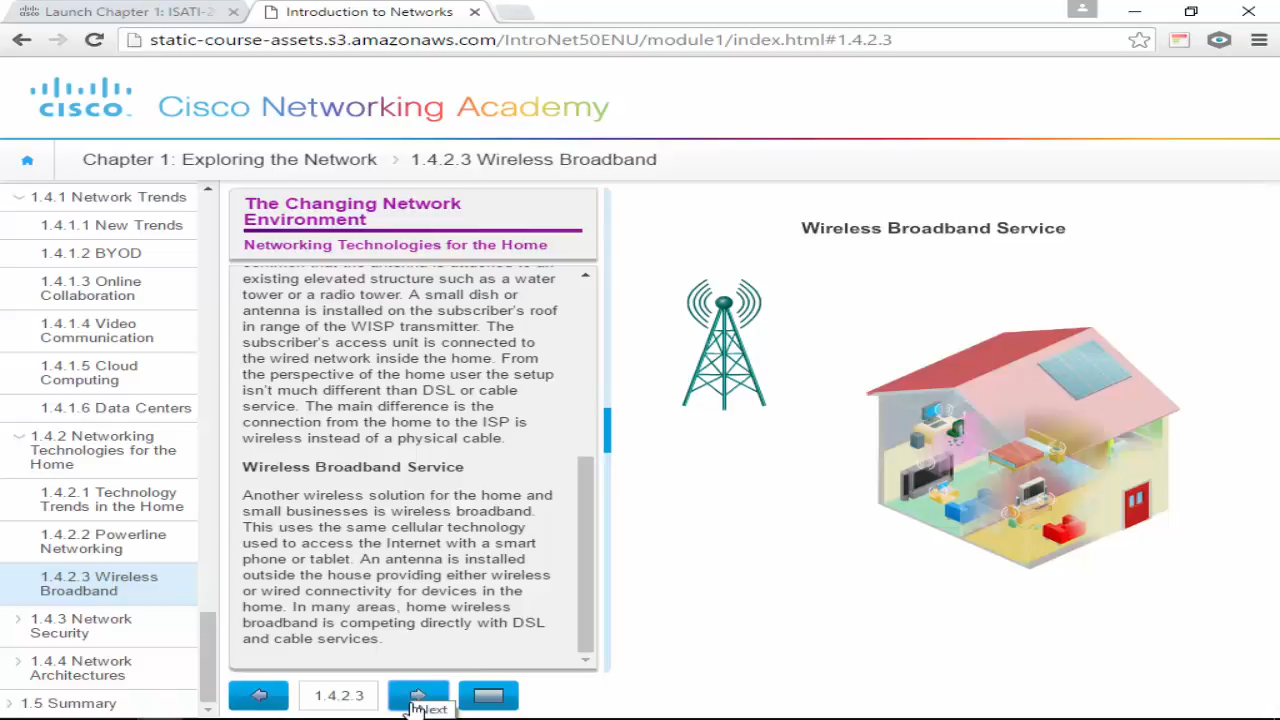 Launch Chapter 1: ISATI-2
Introduction to Networks
static-course-assets.s3.amazonaws.com/IntroNet50ENU/module1/index.html#1.4.2.3
CISCO
Cisco Networking Academy
Chapter 1: Exploring the Network > 1.4.2.3 Wireless Broadband
1.4.1 Network Trends
1.4.1.1 New Trends
1.4.1.2 BYOD
1.4.1.3 Online
Collaboration
1.4.1.4 Video
Communication
1.4.1.5 Cloud
Computing
1.4.1.6 Data Centers
1.4.2 Networking
Technologies for the
Home
1.4.2.1 Technology
Trends in the Home
1.4.2.2 Powerline
Networking
1.4.2.3 Wireless
Broadband
1.4.3 Network
Security
1.4.4 Network
Architectures
1.5 Summary
The Changing Network
Environment
Networking Technologies for the Home
common that the antenna is attached to an
existing elevated structure such as a water
tower or a radio tower. A small dish or
antenna is installed on the subscriber's roof
in range of the WISP transmitter. The
subscriber's access unit is connected to
the wired network inside the home. From
the perspective of the home user the setup
isn't much different than DSL or cable
service. The main difference is the
connection from the home to the ISP is
wireless instead of a physical cable.
Wireless Broadband Service
Another wireless solution for the home and
small businesses is wireless broadband.
This uses the same cellular technology
used to access the Internet with a smart
phone or tablet. An antenna is installed
outside the house providing either wireless
or wired connectivity for devices in the
home. In many areas, home wireless
broadband is competing directly with DSL
and cable services.
1.4.2.3
Next
Wireless Broadband Service